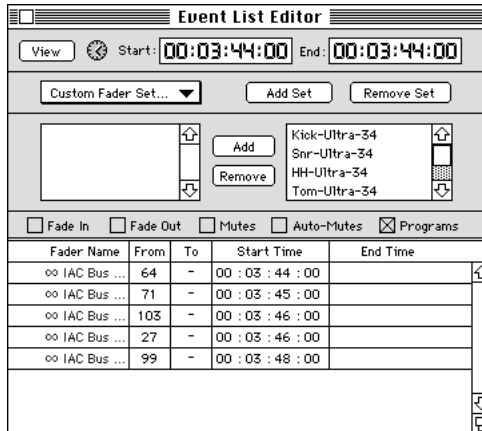 Event List Editor
View Start: 00:03:44:00 End: 00:03:44:00
Custom Fader Set... Add Set Remove Set
Add
Remove
Kick-Ultra-34
Snr-Ultra-34
HH-Ultra-34
Tom-Ultra-34
Fade In Fade Out Mutes Auto-Mutes Programs
Fader Name From To Start Time End Time
∞ IAC Bus ... 64 - 00 : 03 : 44 : 00
∞ IAC Bus ... 71 - 00 : 03 : 45 : 00
∞ IAC Bus ... 103 - 00 : 03 : 46 : 00
∞ IAC Bus ... 27 - 00 : 03 : 46 : 00
∞ IAC Bus ... 99 - 00 : 03 : 48 : 00